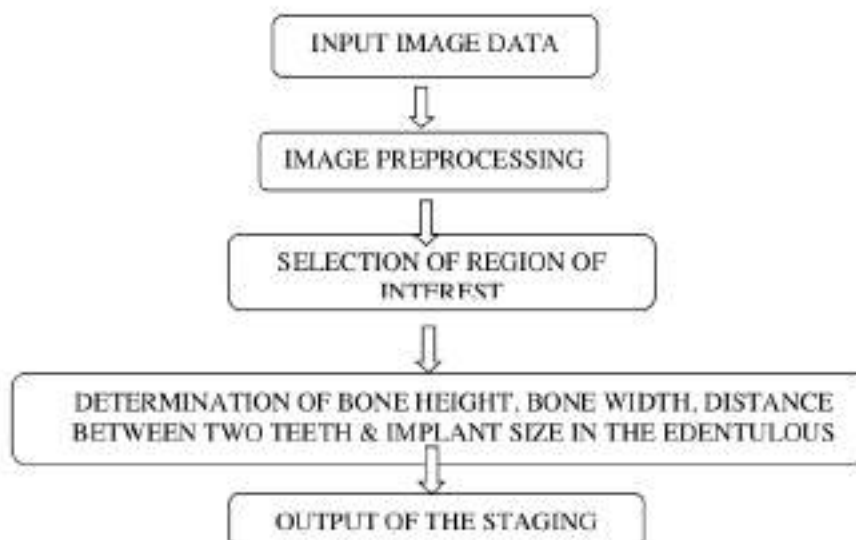 INPUT IMAGE DATA
IMAGE PREPROCESSING
SELECTION OF REGION OF
INTEREST
DETERMINATION OF BONE HEIGHT, BONE WIDTH, DISTANCE
BETWEEN TWO TEETH & IMPLANT SIZE IN THE EDENTULOUS
OUTPUT OF THE STAGING